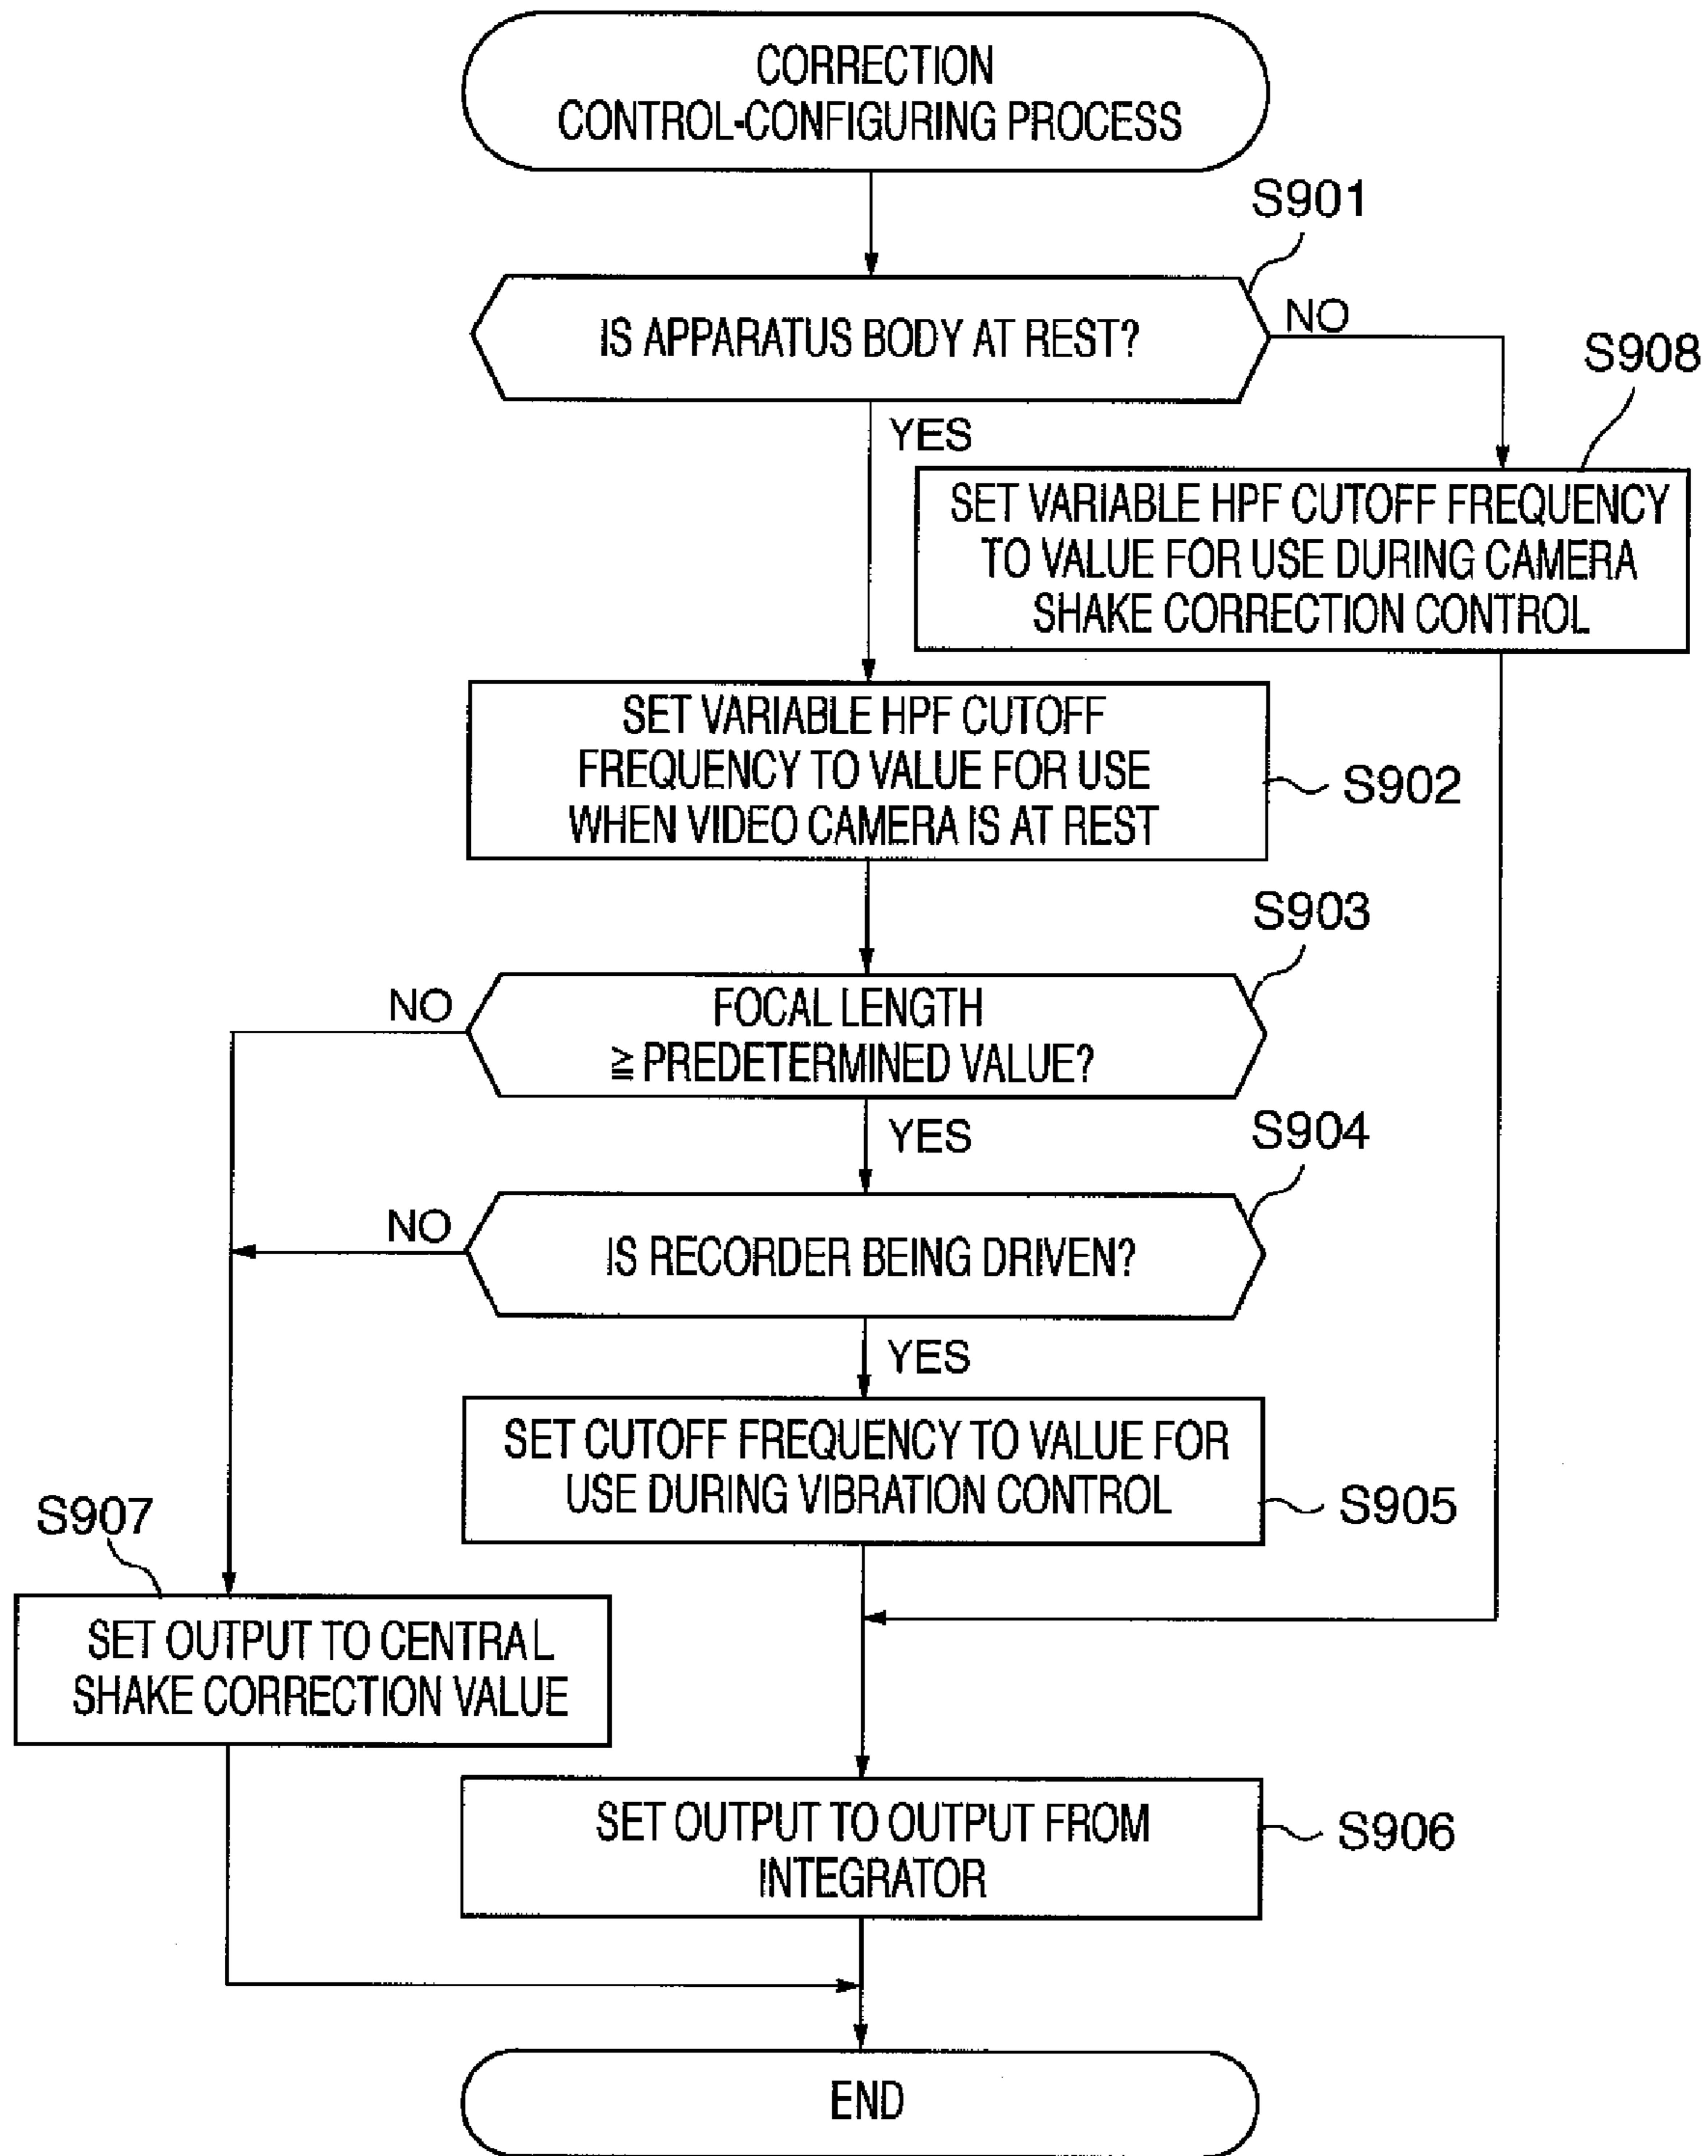 CORRECTION
CONTROL-CONFIGURING PROCESS
S901
IS APPARATUS BODY AT REST?
NO
S908
YES
SET VARIABLE HPF CUTOFF FREQUENCY
TO VALUE FOR USE DURING CAMERA
SHAKE CORRECTION CONTROL
SET VARIABLE HPF CUTOFF
FREQUENCY TO VALUE FOR USE
WHEN VIDEO CAMERA IS AT REST
S902
S903
NO
FOCAL LENGTH
≧ PREDETERMINED VALUE?
YES
S904
NO
IS RECORDER BEING DRIVEN?
YES
SET CUTOFF FREQUENCY TO VALUE FOR
USE DURING VIBRATION CONTROL
S905
S907
SET OUTPUT TO CENTRAL
SHAKE CORRECTION VALUE
SET OUTPUT TO OUTPUT FROM
INTEGRATOR
S906
END